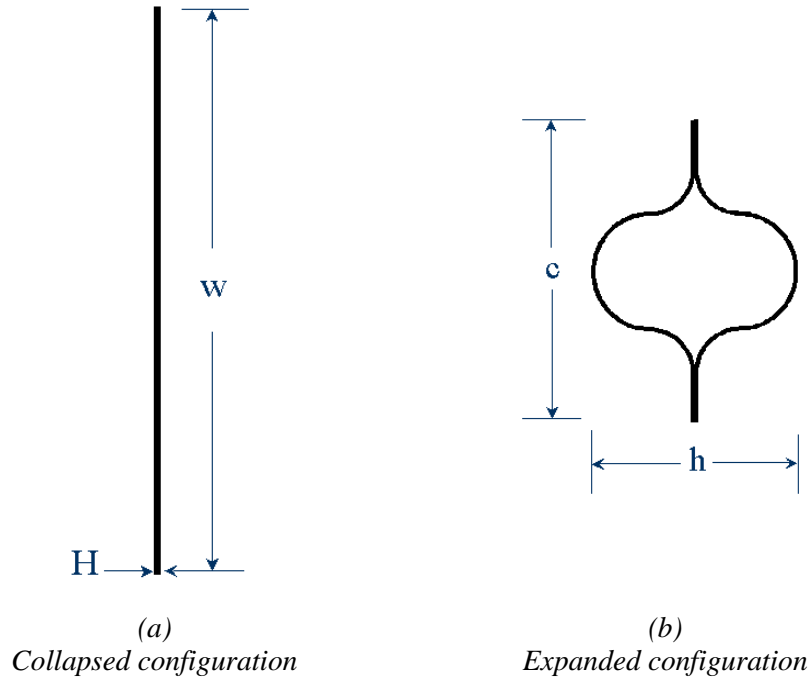 c
w
h
H
(a)
(b)
Collapsed configuration
Expanded configuration